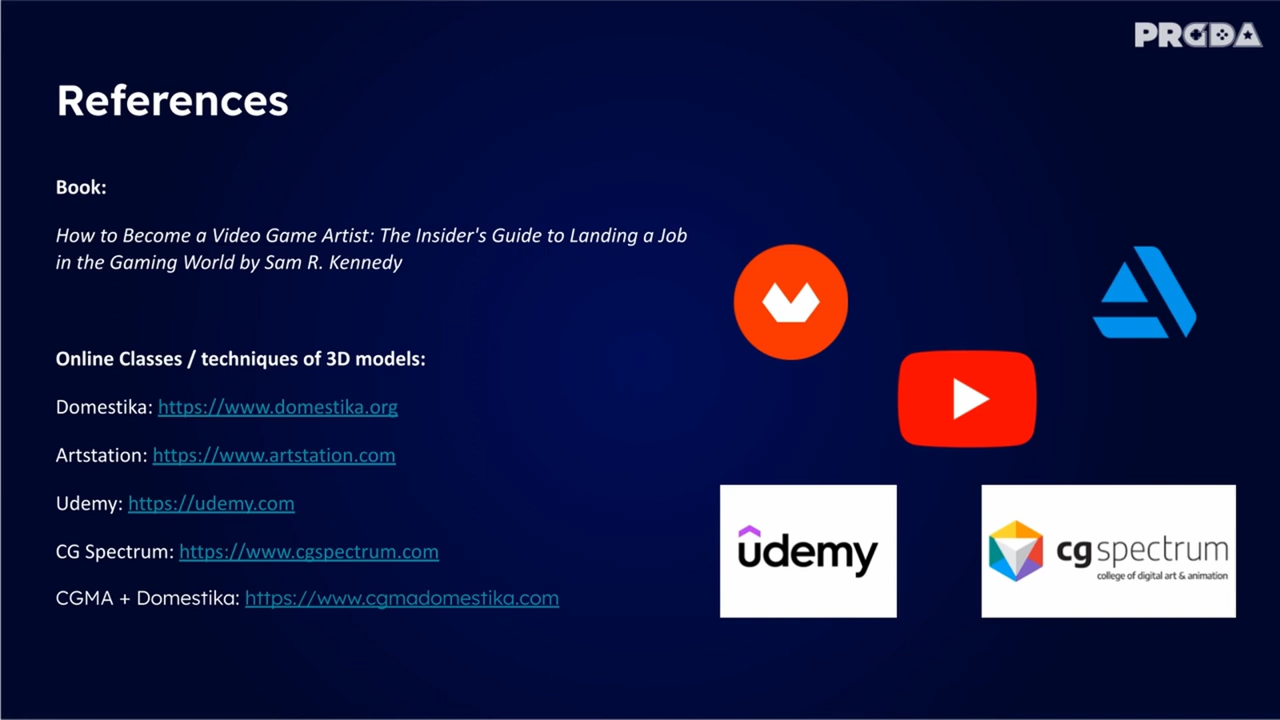 PRGDA
References
Book:
How to Become a Video Game Artist: The Insider's Guide to Landing a Job
in the Gaming World by Sam R. Kennedy
Online Classes / techniques of 3D models:
Domestika: https://www.domestika.org
Artstation: https://www.artstation.com
Udemy: https://udemy.com
CG Spectrum: https://www.cgspectrum.com
CGMA + Domestika: https://www.cgmadomestika.com
udemy
cg spectrum
college of digital art & animation